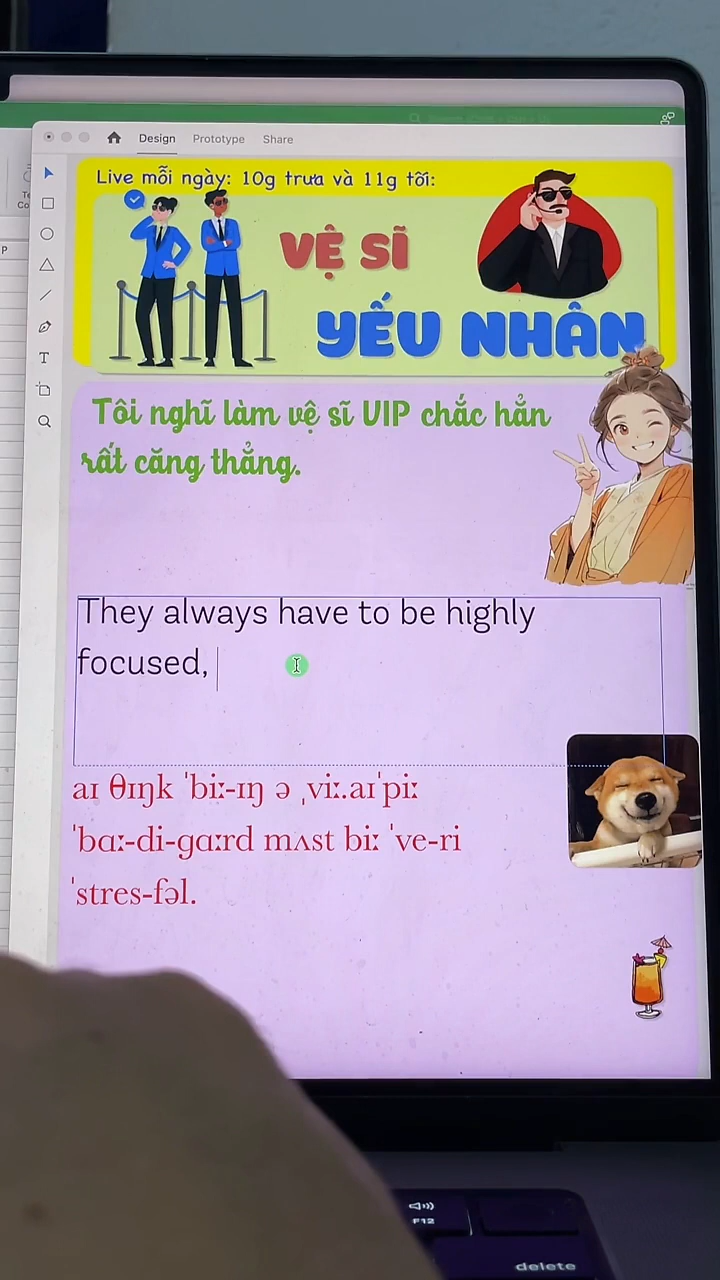 Design Prototype Share
Live mỗi ngày: 10g trưa và 11g tối:
VỆ SĨ
YẾU NHÂN
Tôi nghĩ làm vệ sĩ VIP chắc hẳn
rất căng thẳng.
They always have to be highly
focused,
aɪ θɪŋk ˈbiː-ɪŋ ə ˌviː.aɪˈpiː
ˈbɑː-di-gɑːrd mʌst biː ˈve-ri
ˈstres-fəl.
F12
delete